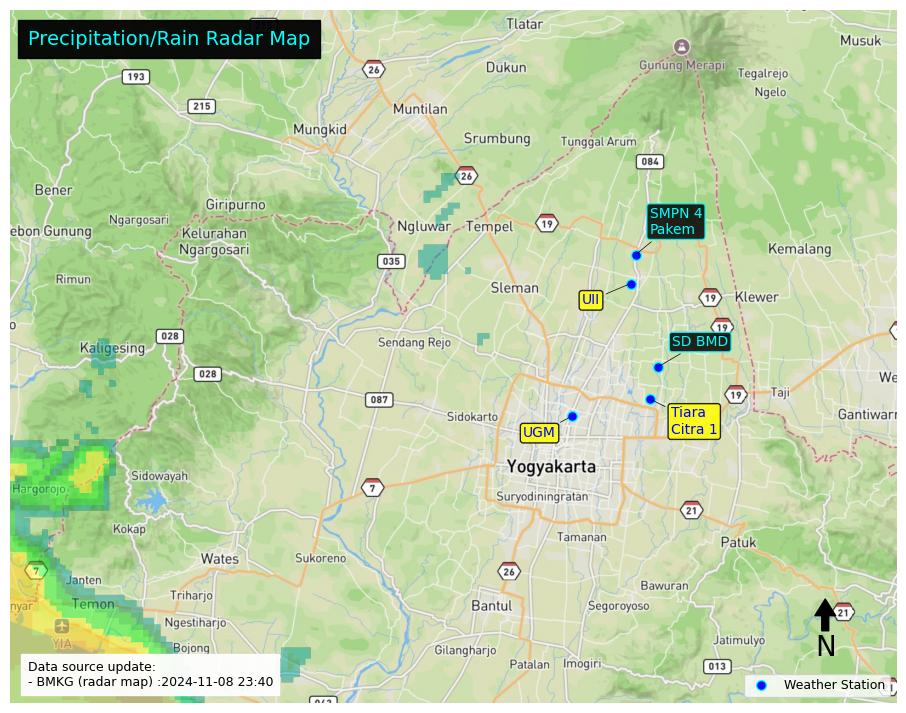 Precipitation/Rain Radar Map
Tlatar
Musuk
26
Gunung Merapi
Dukun
193
Tegalrejo
Ngelo
215
Muntilan
Mungkid
Srumbung
Tunggal Arum
084
26
Bener
Giripurno
Ngargosari
SMPN 4
Pakem
Ngluwar
Tempel
19
ebon Gunung
Kelurahan
Ngargosari
Kemalang
035
Rimun
Sleman
UII
19
Klewer
19
028
Kaligesing
Sendang Rejo
SD BMD
028
We
087
19
Taji
Sidokarto
Tiara
Citra 1
Gantiwarn
UGM
Yogyakarta
Hargorojo
Sidowayah
7
Suryodiningratan
21
Kokap
Tamanan
Patuk
Wates
Sukoreno
7
26
Janten
Bawuran
Triharjo
nyar
Temon
Bantul
Segoroyoso
21
Ngestiharjo
YIA
Jatimulyo
N
Bojong
Gilangharjo
Patalan
Imogiri
013
Data source update:
- BMKG (radar map) :2024-11-08 23:40
Weather Station